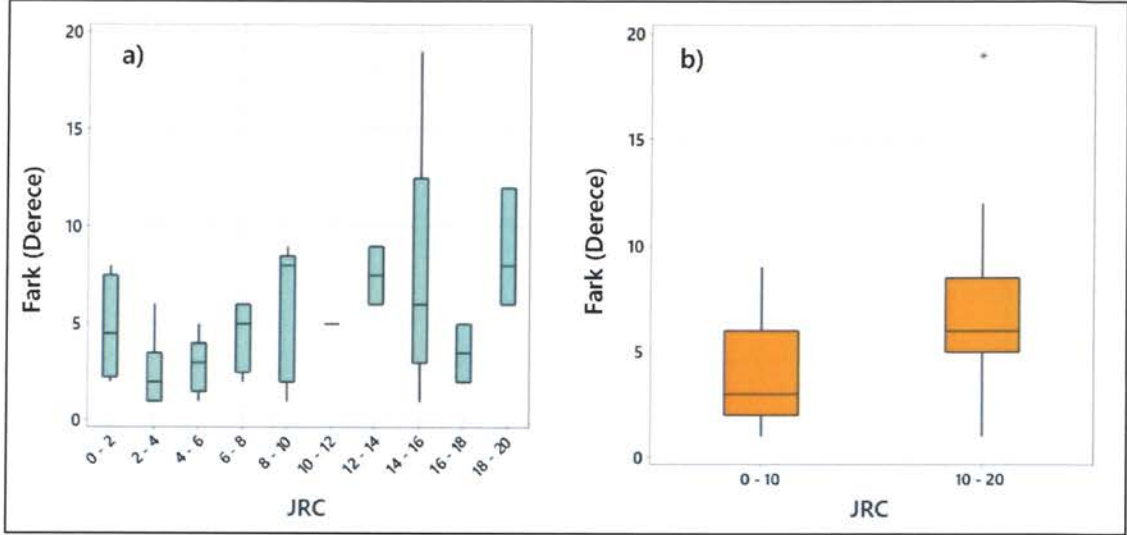 a)
20
15
10
5
0
Fark (Derece)
0 - 2
2 - 4
4 - 6
6 - 8
8 - 10
10 - 12
12 - 14
14 - 16
16 - 18
18 - 20
JRC
b)
20
15
10
5
0
Fark (Derece)
0 - 10
10 - 20
JRC